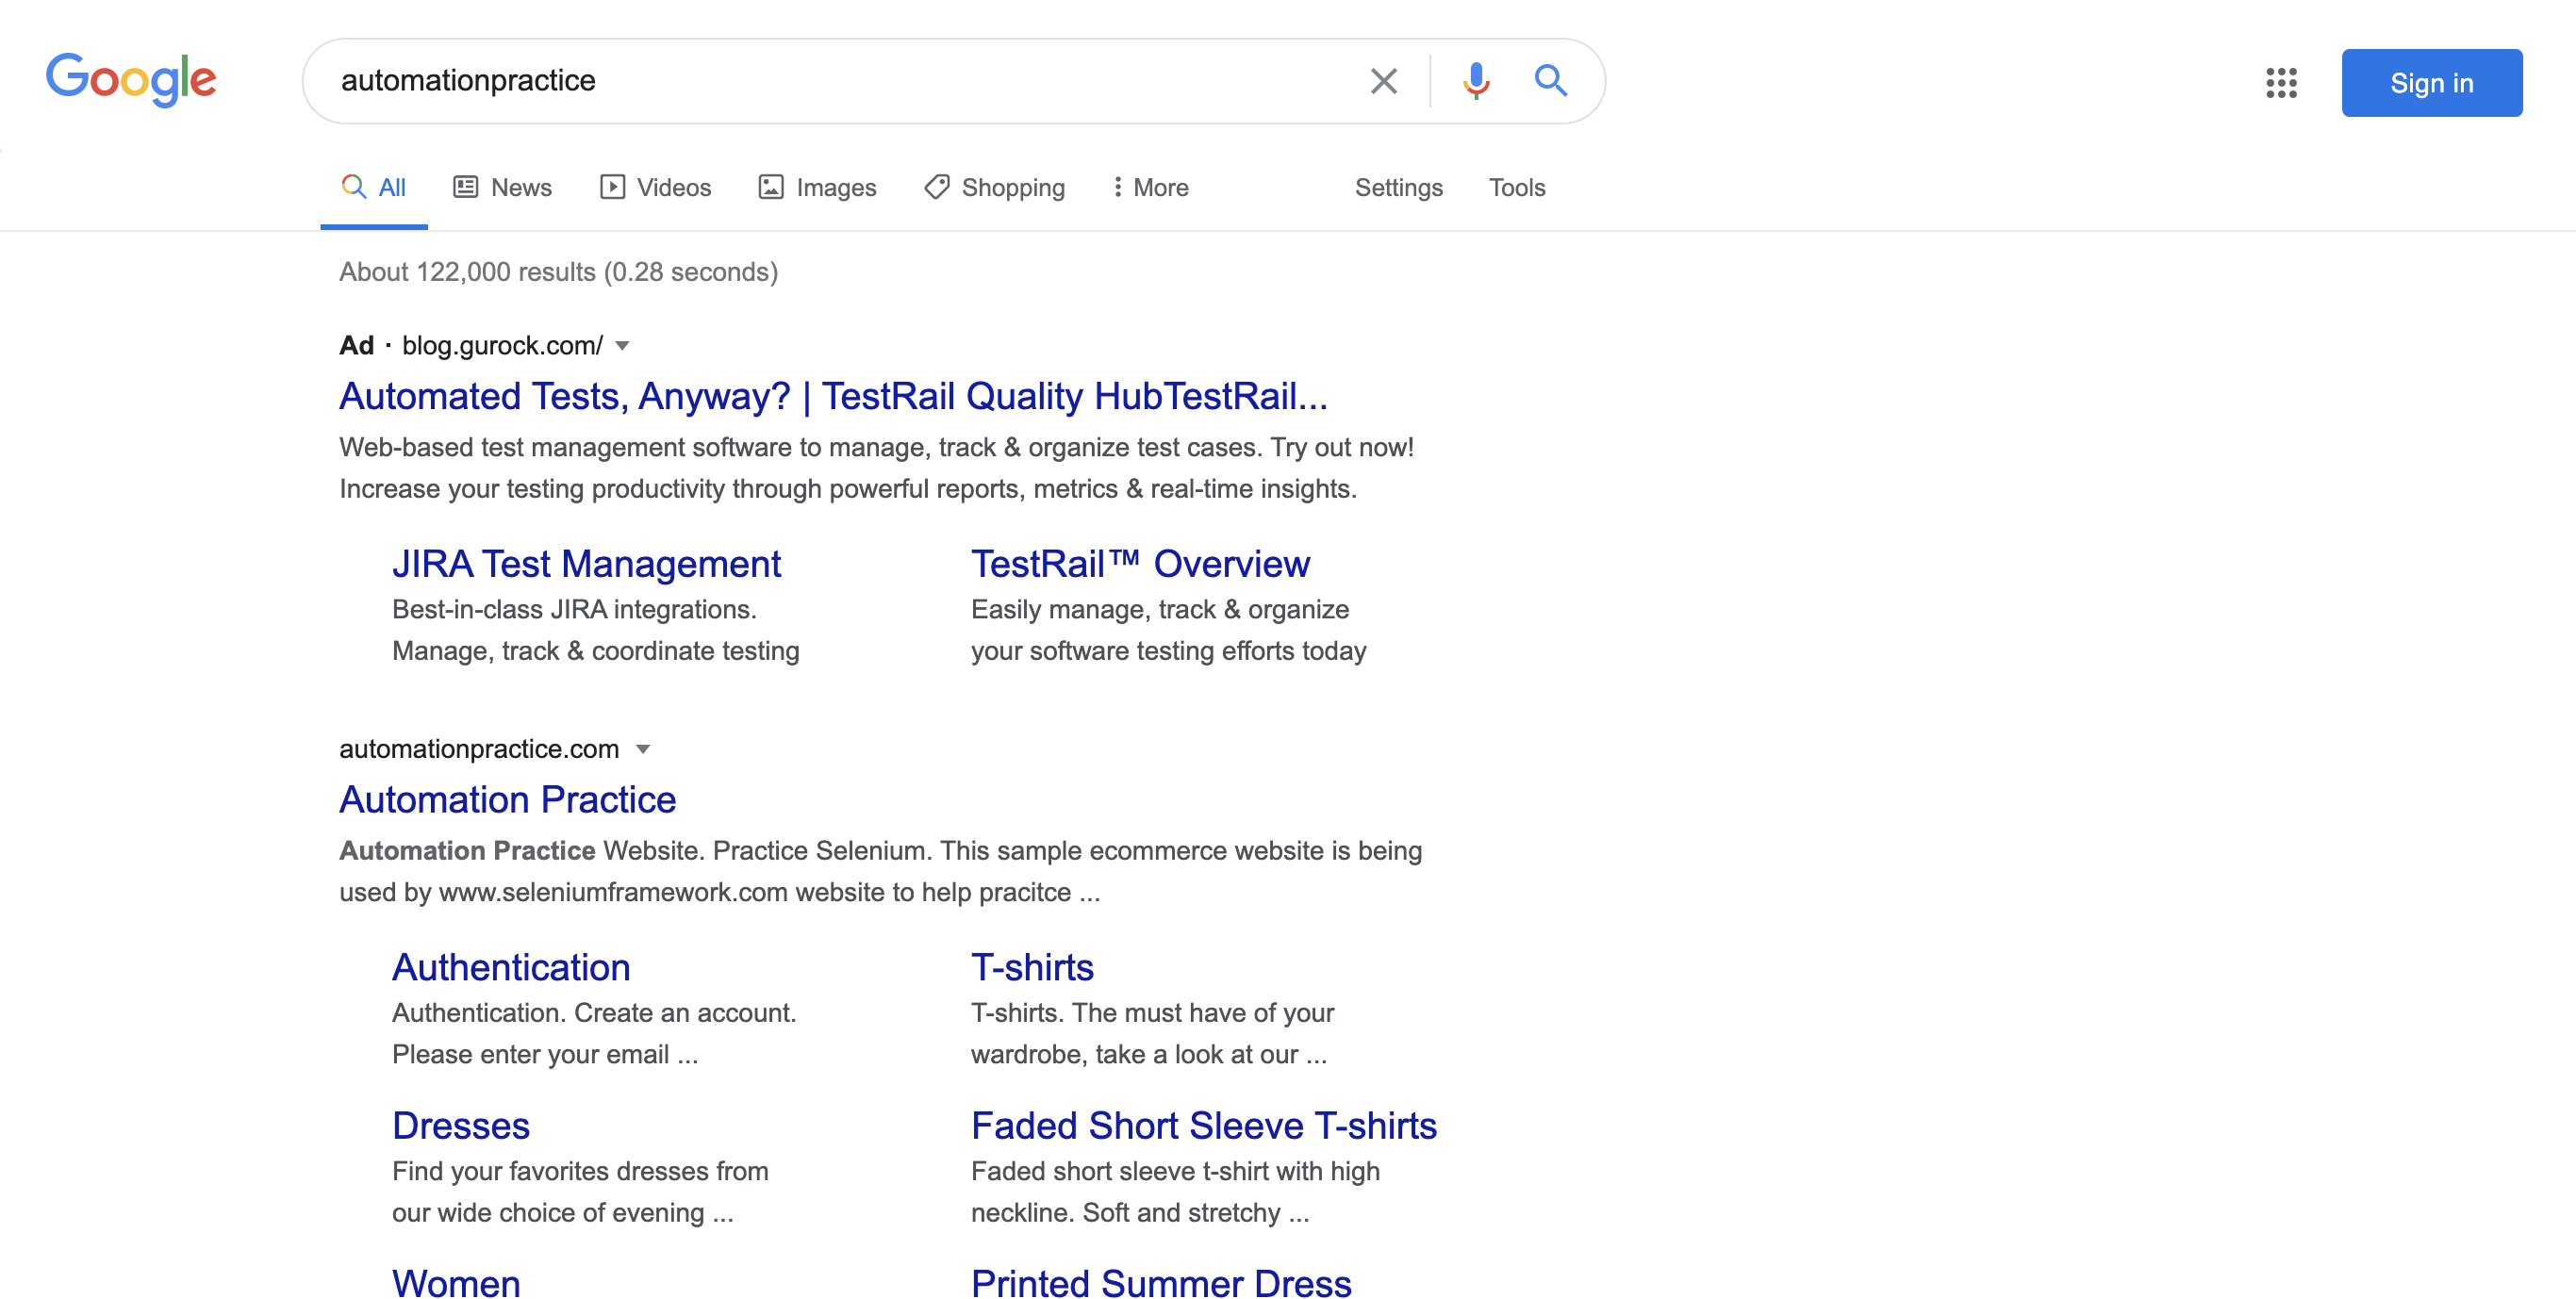 Google
automationpractice
Sign in
All
News
Videos
Images
Shopping
More
Settings
Tools
About 122,000 results (0.28 seconds)
Ad · blog.gurock.com/
Automated Tests, Anyway? | TestRail Quality HubTestRail...
Web-based test management software to manage, track & organize test cases. Try out now!
Increase your testing productivity through powerful reports, metrics & real-time insights.
JIRA Test Management
Best-in-class JIRA integrations.
Manage, track & coordinate testing
TestRail™ Overview
Easily manage, track & organize
your software testing efforts today
automationpractice.com
Automation Practice
Automation Practice Website. Practice Selenium. This sample ecommerce website is being
used by www.seleniumframework.com website to help pracitce ...
Authentication
Authentication. Create an account.
Please enter your email ...
T-shirts
T-shirts. The must have of your
wardrobe, take a look at our ...
Dresses
Find your favorites dresses from
our wide choice of evening ...
Faded Short Sleeve T-shirts
Faded short sleeve t-shirt with high
neckline. Soft and stretchy ...
Women
Printed Summer Dress